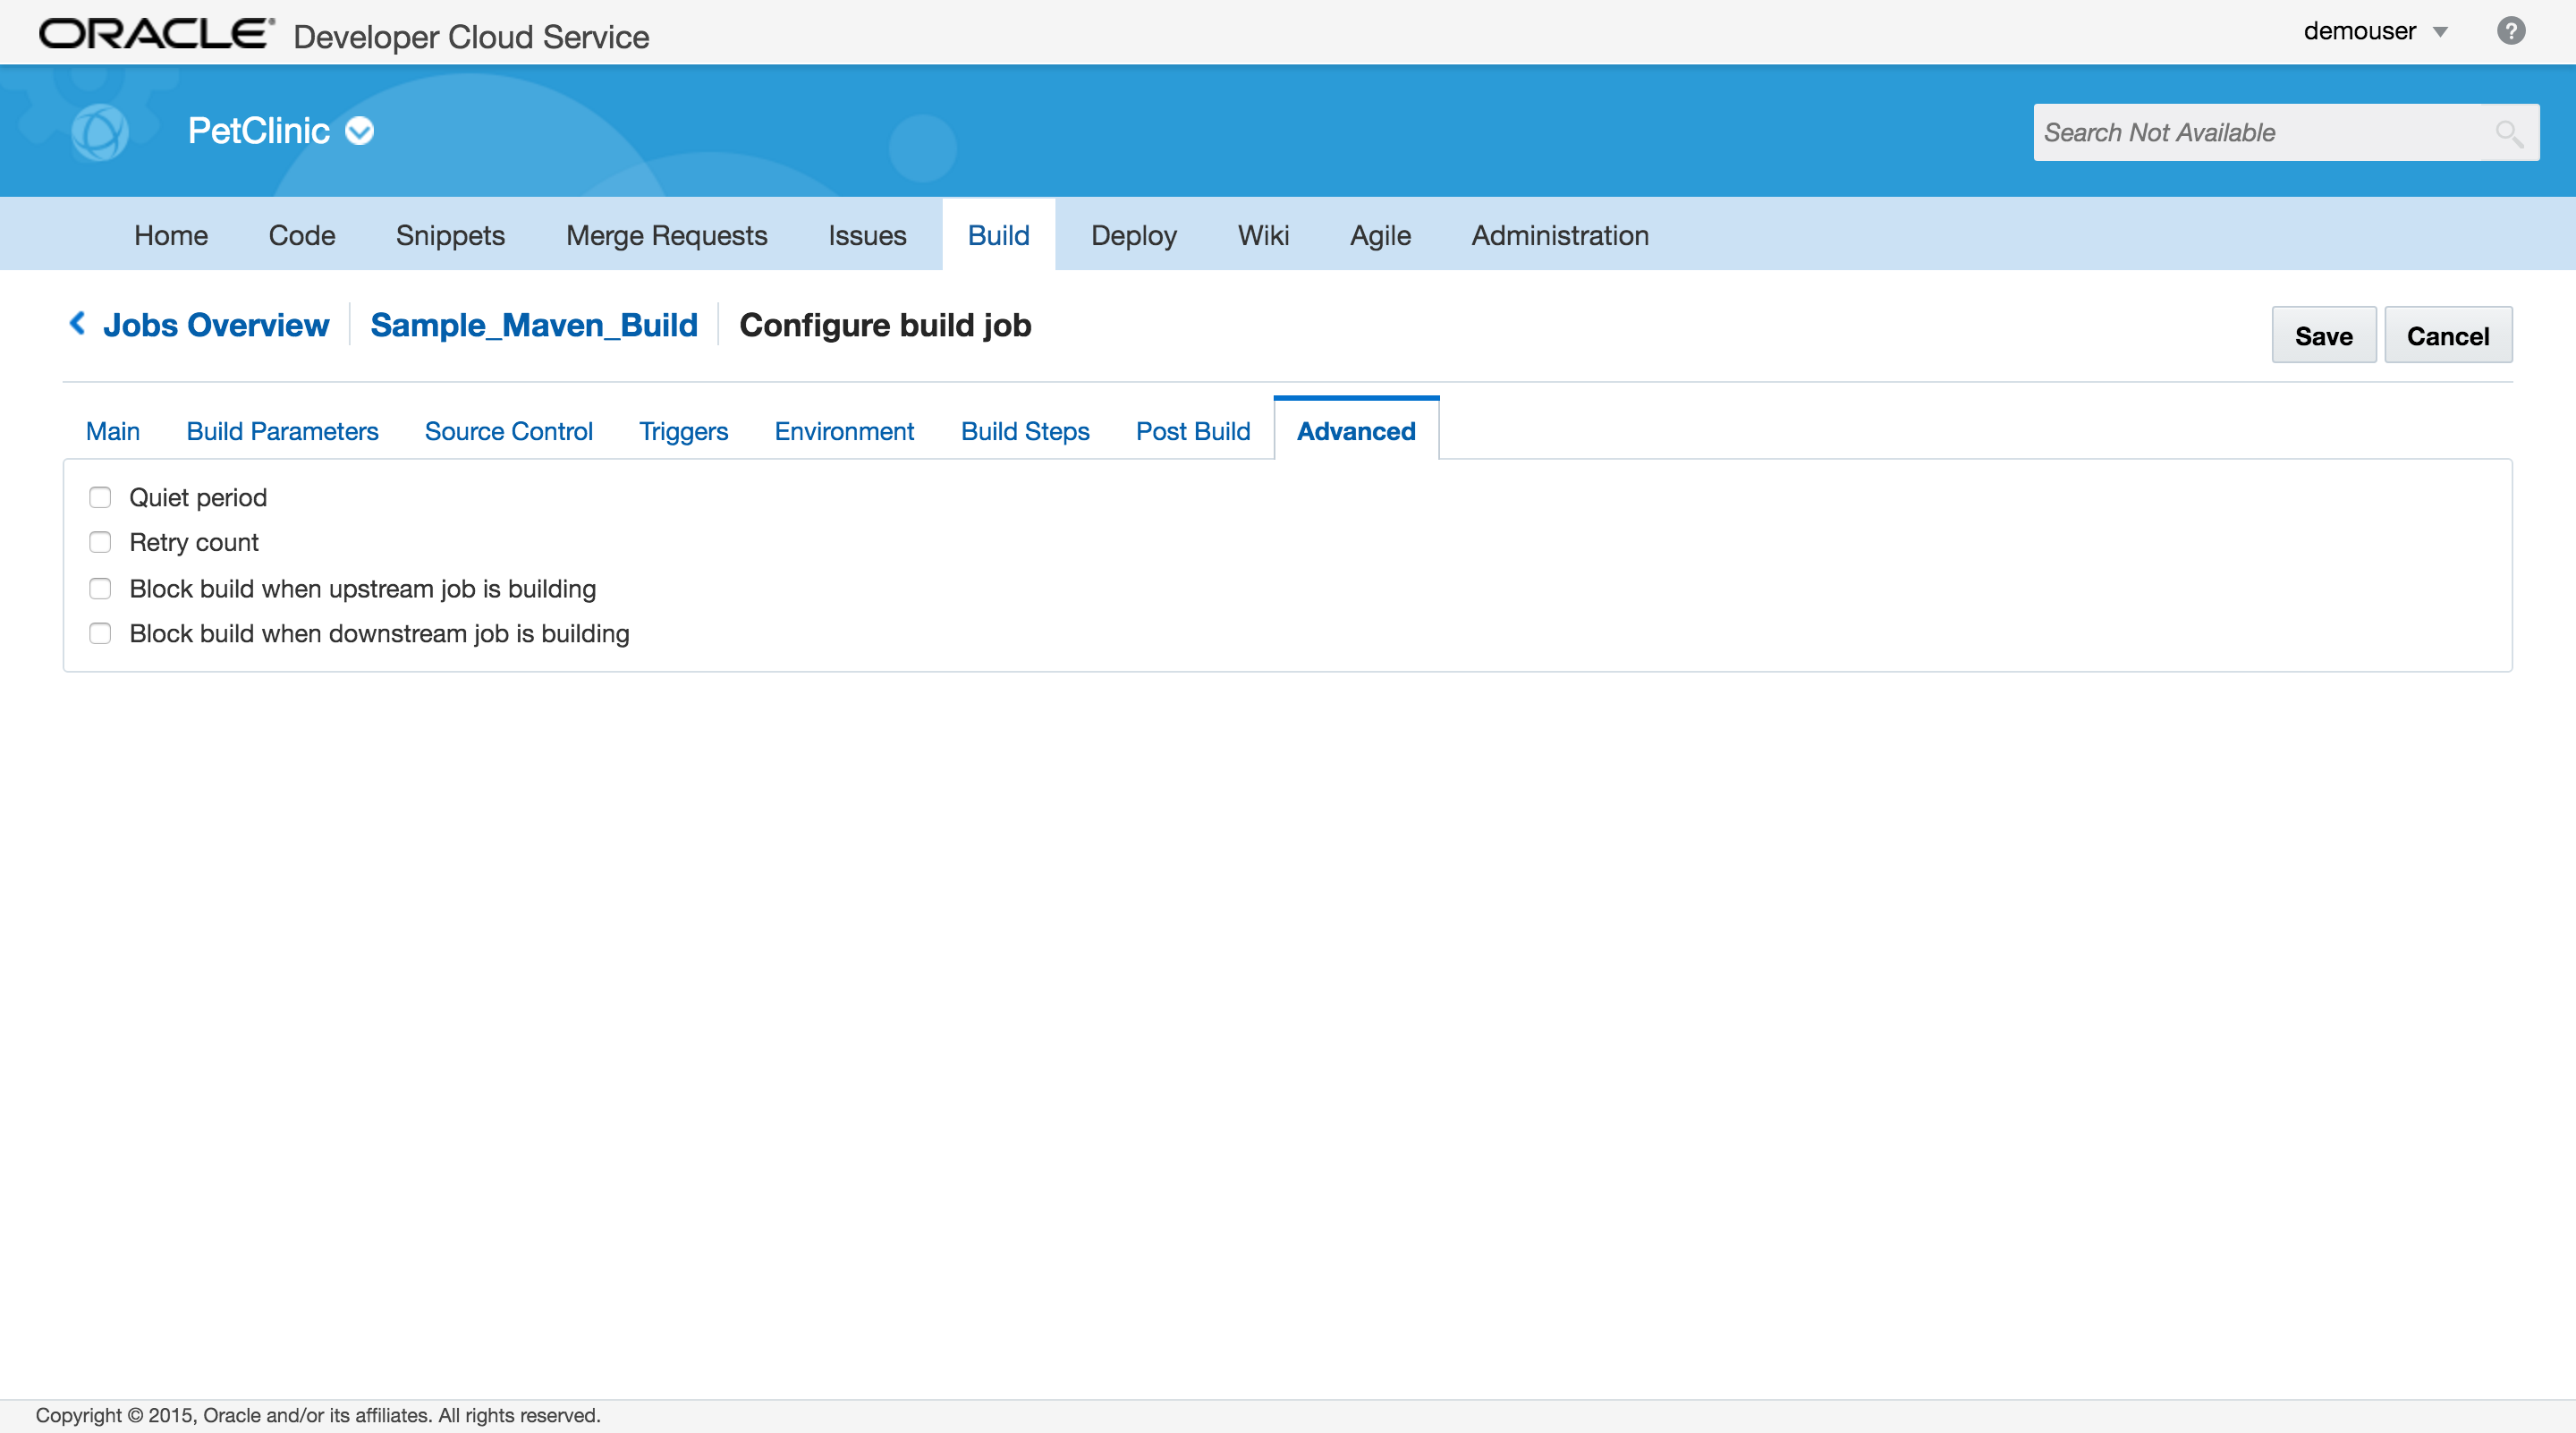 ORACLE® Developer Cloud Service
demouser
?
PetClinic
Search Not Available
Home Code Snippets Merge Requests Issues Build Deploy Wiki Agile Administration
Jobs Overview Sample_Maven_Build Configure build job
Save Cancel
Main Build Parameters Source Control Triggers Environment Build Steps Post Build Advanced
Quiet period
Retry count
Block build when upstream job is building
Block build when downstream job is building
Copyright © 2015, Oracle and/or its affiliates. All rights reserved.